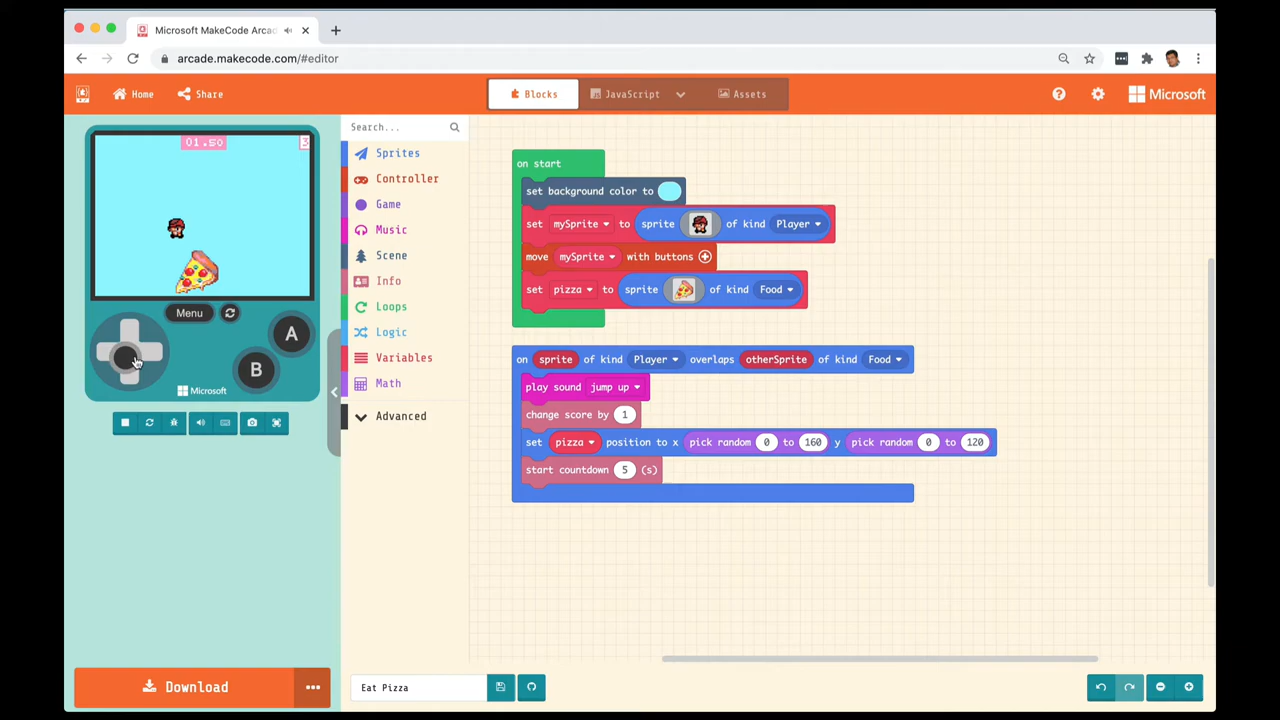 Microsoft MakeCode Arcad
arcade.makecode.com/#editor
Home
Share
Blocks
JavaScript
Assets
Microsoft
01.50
3
Menu
A
B
Microsoft
Search...
Sprites
Controller
Game
Music
Scene
Info
Loops
Logic
Variables
Math
Advanced
on start
set background color to
set mySprite to sprite of kind Player
move mySprite with buttons
set pizza to sprite of kind Food
on sprite of kind Player overlaps otherSprite of kind Food
play sound jump up
change score by 1
set pizza position to x pick random 0 to 160 y pick random 0 to 120
start countdown 5 (s)
Download
Eat Pizza